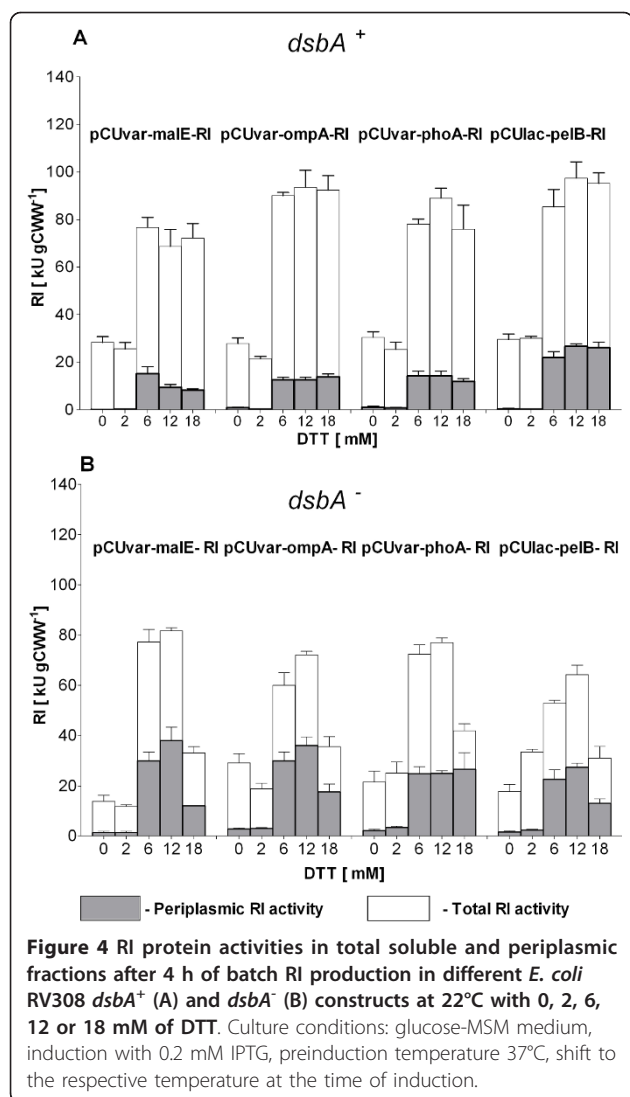 A
dsbA +
140
120
100
80
60
40
20
0
RI [ kU gCWW-1]
pCUvar-malE-RI pCUvar-ompA-RI pCUvar-phoA-RI pCUlac-pelB-RI
0 2 6 12 18 0 2 6 12 18 0 2 6 12 18 0 2 6 12 18
DTT [ mM]
B
dsbA -
140
120
100
80
60
40
20
0
RI [ kU gCWW-1]
pCUvar-malE- RI pCUvar-ompA- RI pCUvar-phoA- RI pCUlac-pelB- RI
0 2 6 12 18 0 2 6 12 18 0 2 6 12 18 0 2 6 12 18
DTT [ mM]
- Periplasmic RI activity - Total RI activity
Figure 4 RI protein activities in total soluble and periplasmic
fractions after 4 h of batch RI production in different E. coli
RV308 dsbA+ (A) and dsbA- (B) constructs at 22°C with 0, 2, 6,
12 or 18 mM of DTT. Culture conditions: glucose-MSM medium,
induction with 0.2 mM IPTG, preinduction temperature 37°C, shift to
the respective temperature at the time of induction.